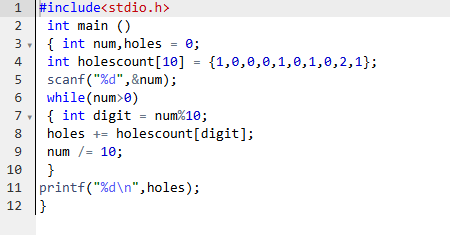 1 #include<stdio.h>
2 int main ()
3 { int num,holes = 0;
4 int holescount[10] = {1,0,0,0,1,0,1,0,2,1};
5 scanf("%d",&num);
6 while(num>0)
7 { int digit = num%10;
8 holes += holescount[digit];
9 num /= 10;
10 }
11 printf("%d\n",holes);
12 }